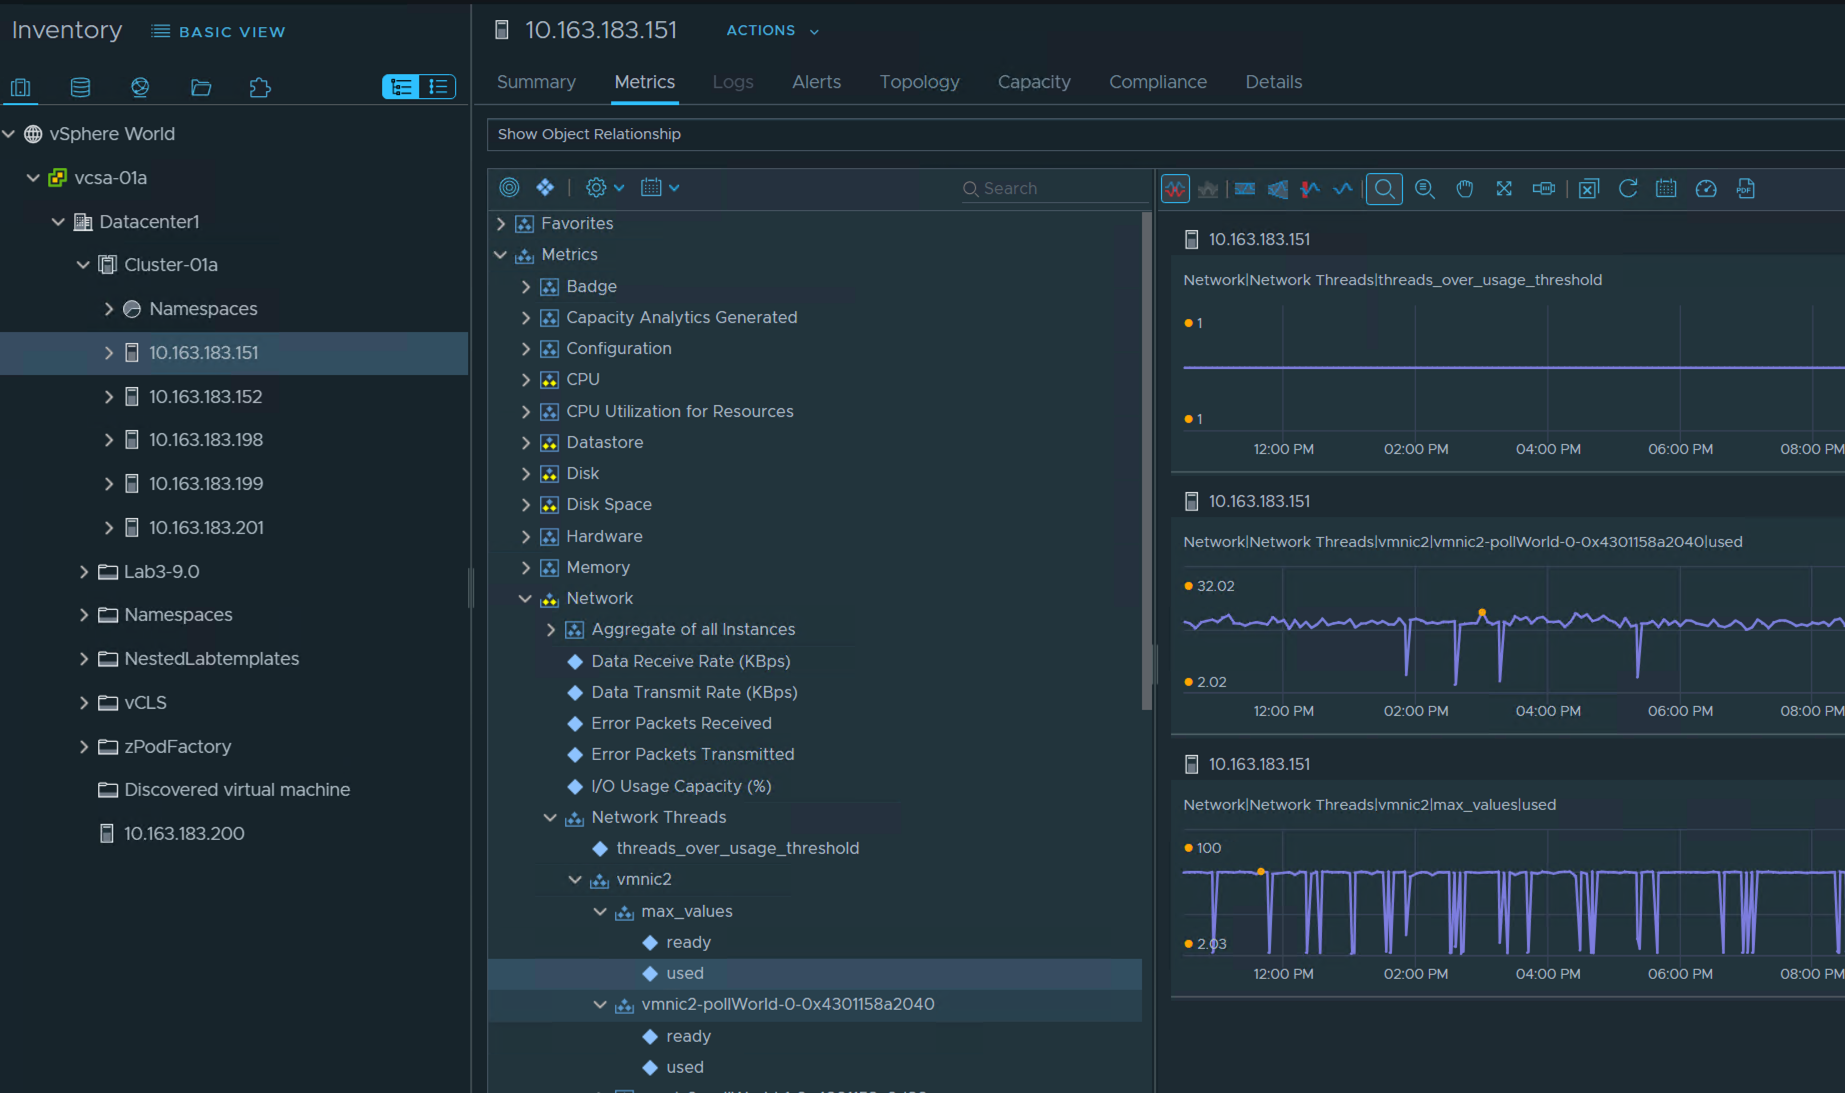 Inventory
BASIC VIEW
vSphere World
vcsa-01a
Datacenter1
Cluster-01a
Namespaces
10.163.183.151
10.163.183.152
10.163.183.198
10.163.183.199
10.163.183.201
Lab3-9.0
Namespaces
NestedLabtemplates
vCLS
zPodFactory
Discovered virtual machine
10.163.183.200
10.163.183.151
ACTIONS
Summary Metrics Logs Alerts Topology Capacity Compliance Details
Show Object Relationship
Search
Favorites
Metrics
Badge
Capacity Analytics Generated
Configuration
CPU
CPU Utilization for Resources
Datastore
Disk
Disk Space
Hardware
Memory
Network
Aggregate of all Instances
Data Receive Rate (KBps)
Data Transmit Rate (KBps)
Error Packets Received
Error Packets Transmitted
I/O Usage Capacity (%)
Network Threads
threads_over_usage_threshold
vmnic2
max_values
ready
used
vmnic2-pollWorld-0-0x4301158a2040
ready
used
PDF
10.163.183.151
Network|Network Threads|threads_over_usage_threshold
1
1
12:00 PM 02:00 PM 04:00 PM 06:00 PM 08:00 PM
10.163.183.151
Network|Network Threads|vmnic2|vmnic2-pollWorld-0-0x4301158a2040|used
32.02
2.02
12:00 PM 02:00 PM 04:00 PM 06:00 PM 08:00 PM
10.163.183.151
Network|Network Threads|vmnic2|max_values|used
100
2.03
12:00 PM 02:00 PM 04:00 PM 06:00 PM 08:00 PM